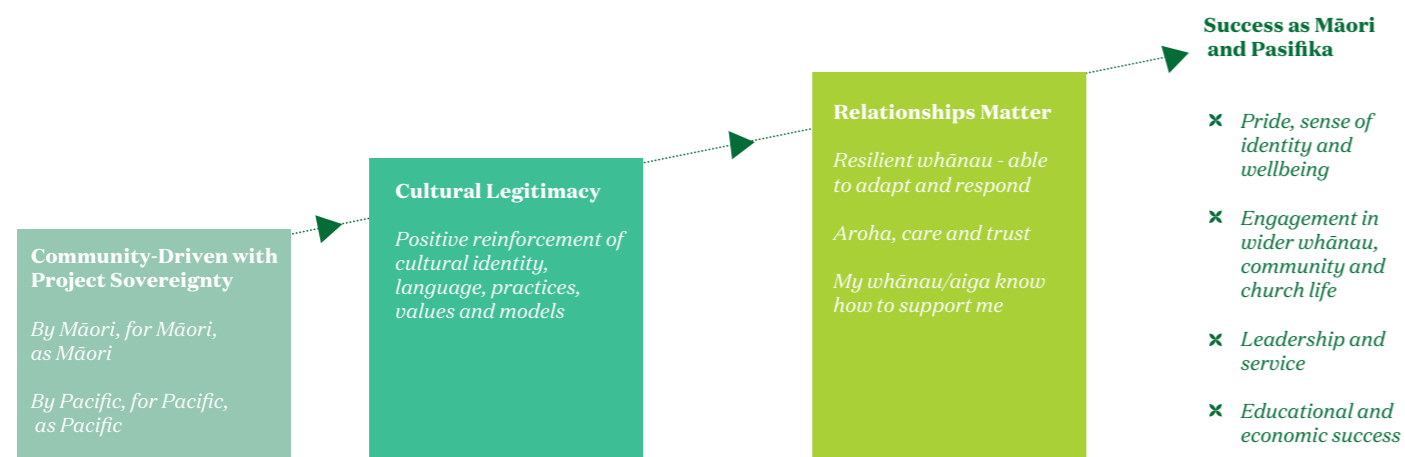 Community-Driven with
Project Sovereignty
By Māori, for Māori,
as Māori
By Pacific, for Pacific,
as Pacific
Cultural Legitimacy
Positive reinforcement of
cultural identity,
language, practices,
values and models
Relationships Matter
Resilient whānau - able
to adapt and respond
Aroha, care and trust
My whānau/aiga know
how to support me
Success as Māori
and Pasifika
Pride, sense of
identity and
wellbeing
Engagement in
wider whānau,
community and
church life
Leadership and
service
Educational and
economic success